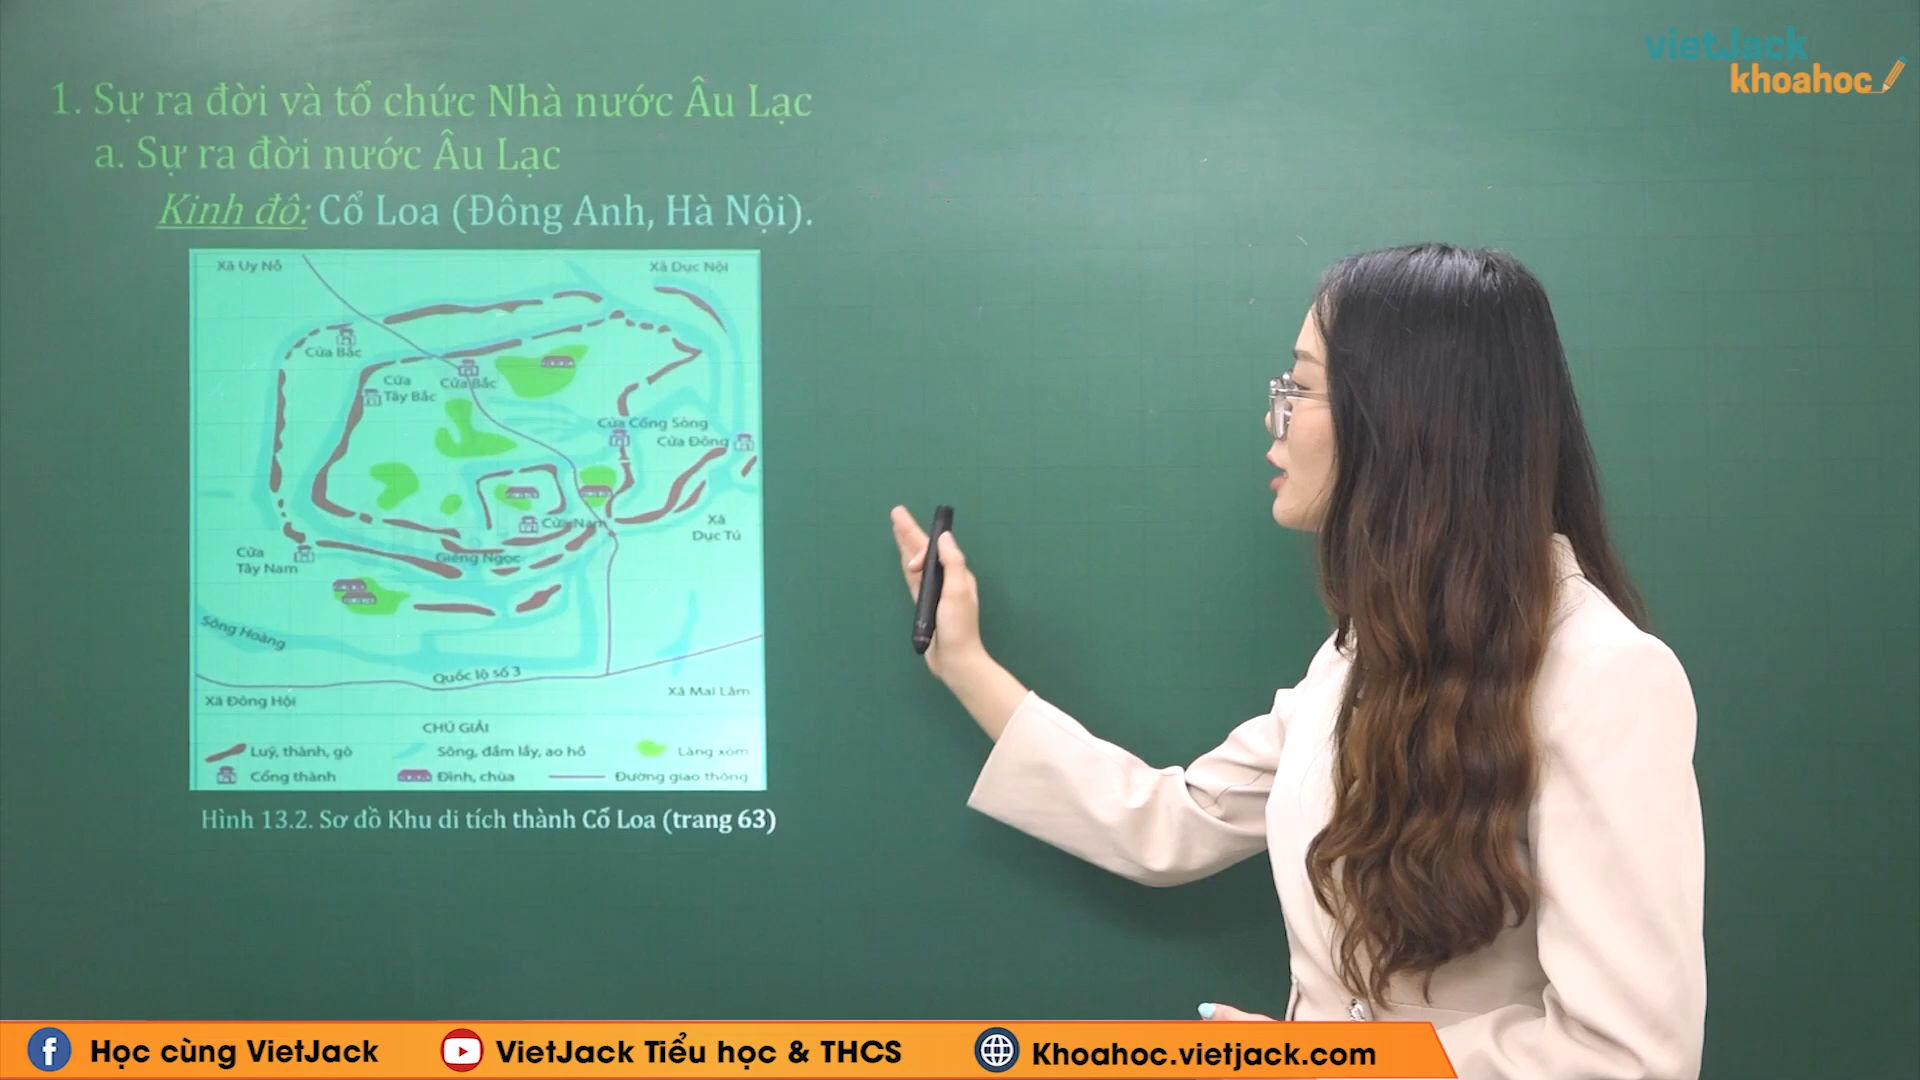 vietJack
khoahoc
1. Sự ra đời và tổ chức Nhà nước Âu Lạc
a. Sự ra đời nước Âu Lạc
Kinh đô: Cổ Loa (Đông Anh, Hà Nội).
Xã Uy Nỗ
Xã Dục Nội
Cửa Bắc
Cửa Bắc
Cửa
Tây Bắc
Cửa Cống Sòng
Cửa Đông
Cửa Nam
Xã
Dục Tú
Cửa
Tây Nam
Giếng Ngọc
Sông Hoàng
Quốc lộ số 3
Xã Đông Hội
Xã Mai Lâm
CHÚ GIẢI
Luỹ, thành, gò
Sông, đầm lầy, ao hồ
Làng xóm
Cổng thành
Đình, chùa
Đường giao thông
Hình 13.2. Sơ đồ Khu di tích thành Cổ Loa (trang 63)
Học cùng VietJack
VietJack Tiểu học & THCS
Khoahoc.vietjack.com